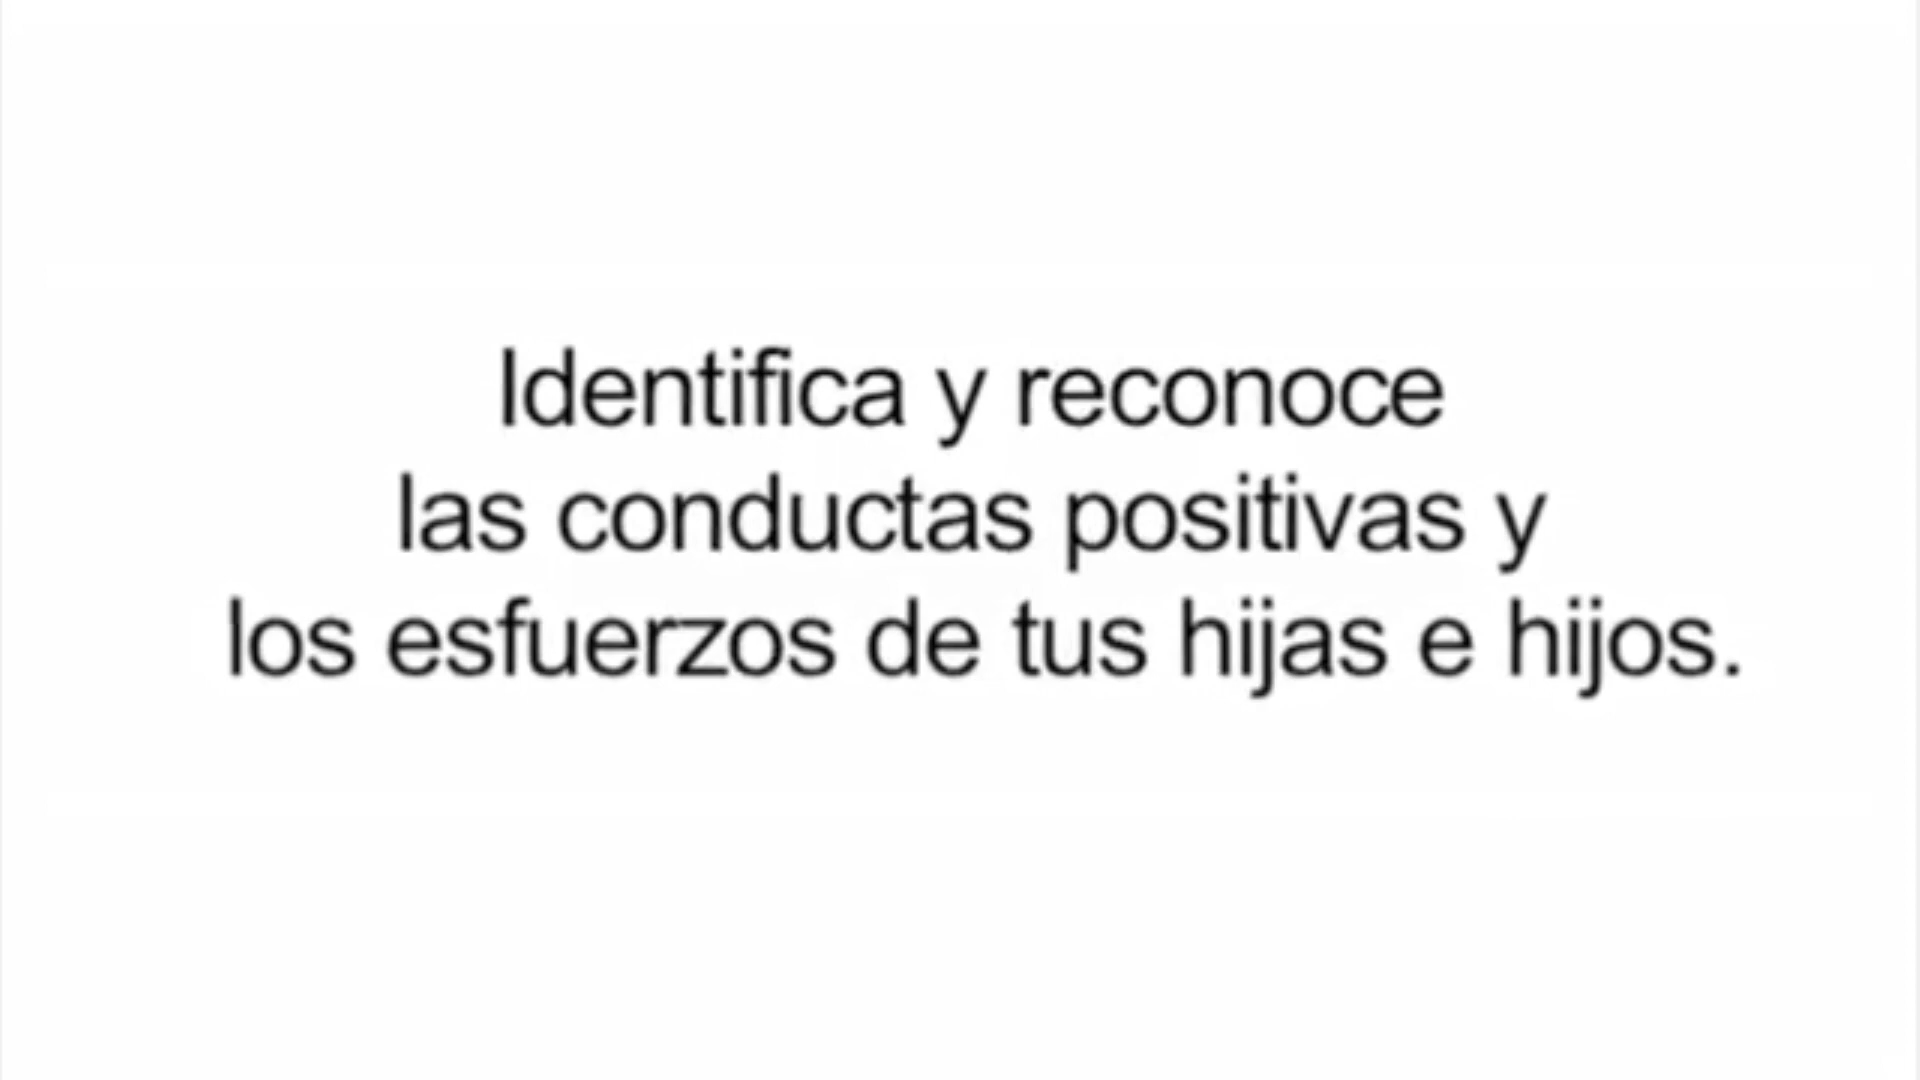 Identifica y reconoce
las conductas positivas y
los esfuerzos de tus hijas e hijos.